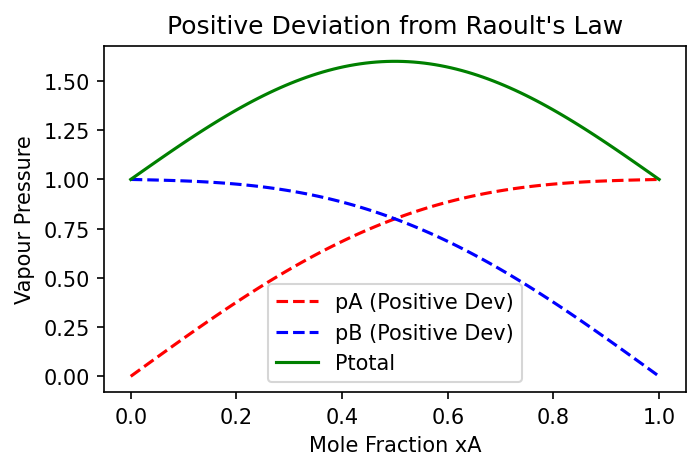 Positive Deviation from Raoult's Law
Vapour Pressure
1.50
1.25
1.00
0.75
0.50
0.25
0.00
pA (Positive Dev)
pB (Positive Dev)
Ptotal
0.0 0.2 0.4 0.6 0.8 1.0
Mole Fraction xA